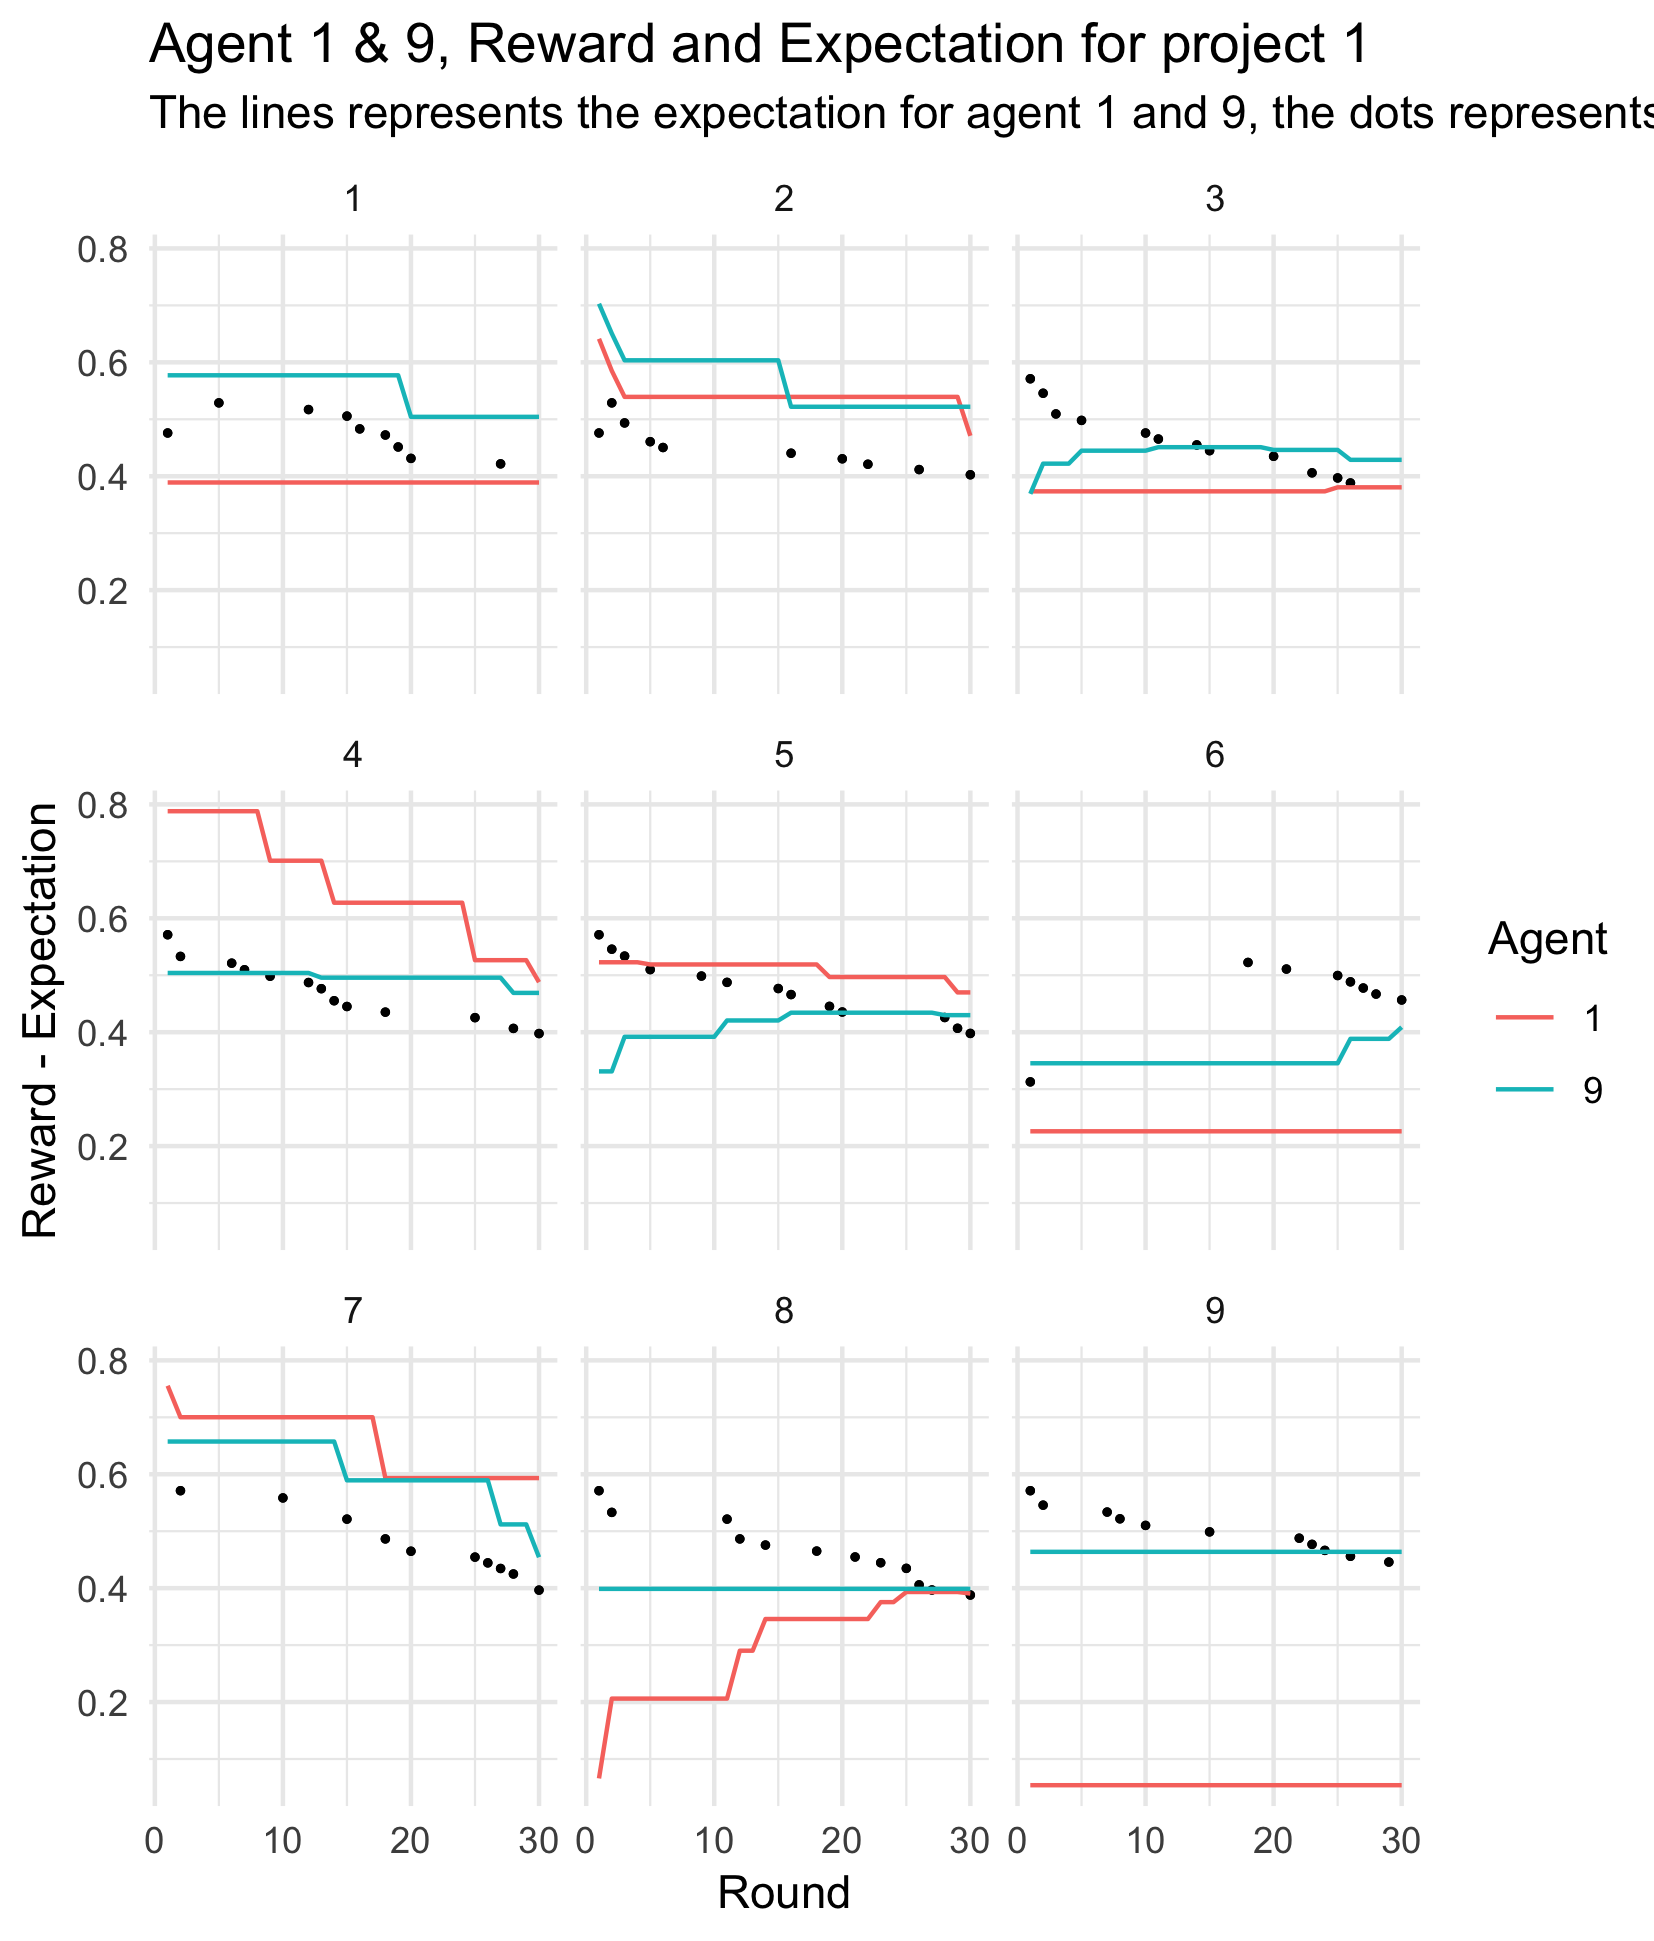 Agent 1 & 9, Reward and Expectation for project 1
The lines represents the expectation for agent 1 and 9, the dots represents
1 2 3
0.8
0.6
0.4
0.2
4 5 6
0.8
0.6
0.4
0.2
Reward - Expectation
Agent
1
9
7 8 9
0.8
0.6
0.4
0.2
0 10 20 30 0 10 20 30 0 10 20 30
Round